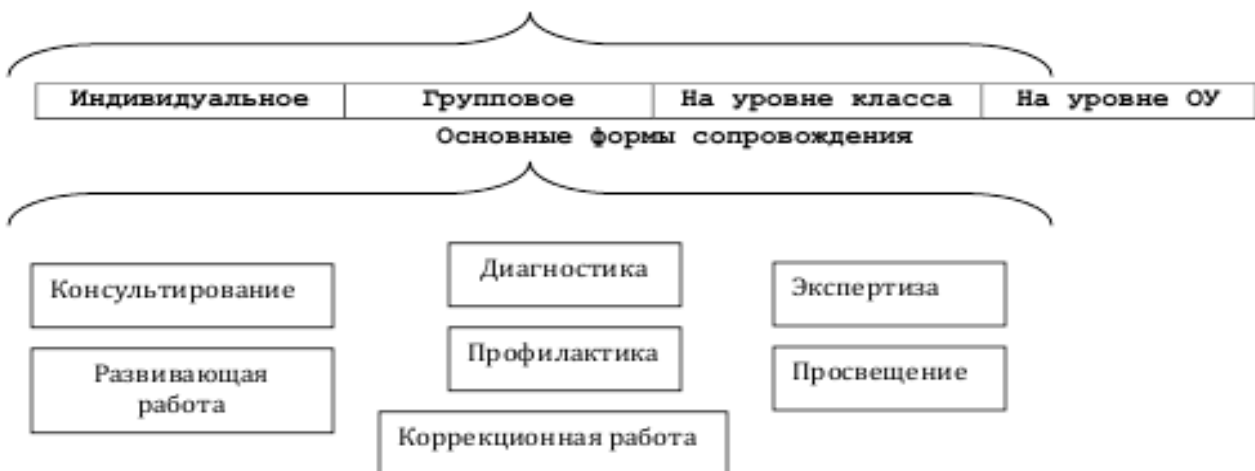 Индивидуальное Групповое На уровне класса На уровне ОУ
Основные формы сопровождения
Консультирование
Диагностика
Экспертиза
Развивающая
работа
Профилактика
Просвещение
Коррекционная работа